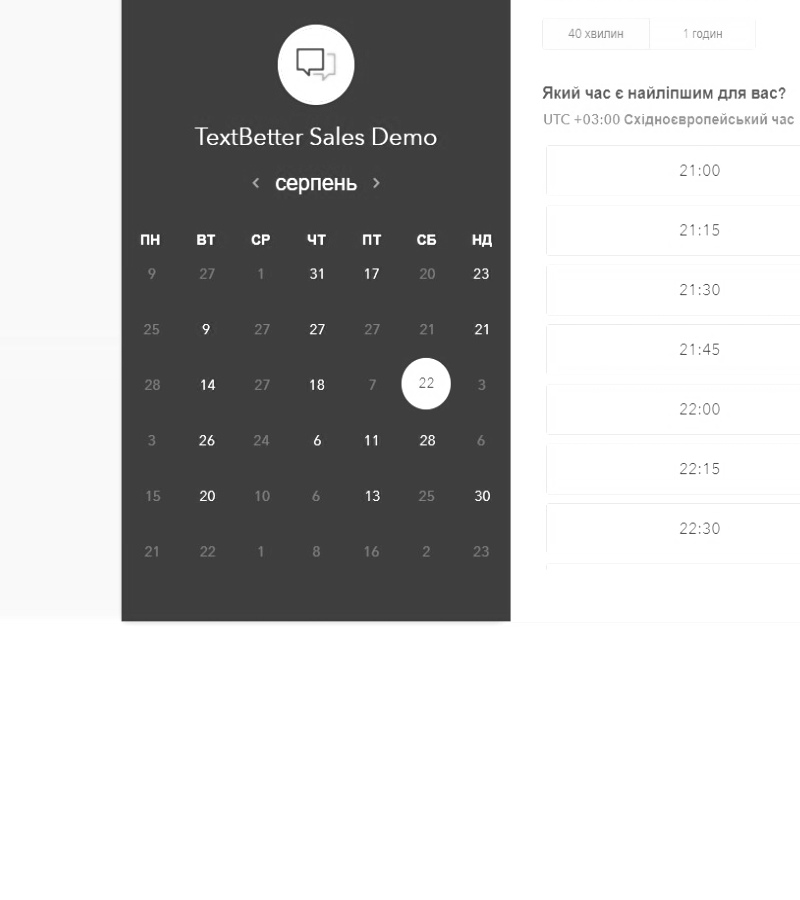 TextBetter Sales Demo
серпень
ПН ВТ СР ЧТ ПТ СБ НД
9 27 1 31 17 20 23
25 9 27 27 27 21 21
28 14 27 18 7 22 3
3 26 24 6 11 28 6
15 20 10 6 13 25 30
21 22 1 8 16 2 23
40 хвилин 1 годин
Який час є найліпшим для вас?
UTC +03:00 Східноєвропейський час
21:00
21:15
21:30
21:45
22:00
22:15
22:30